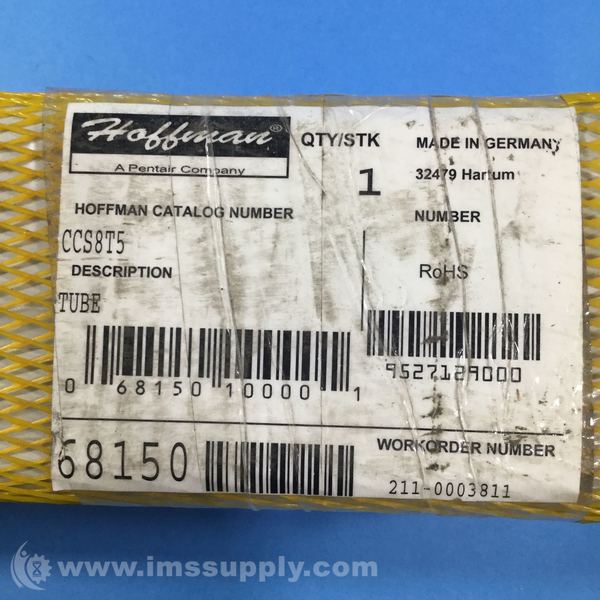 Hoffman®
A Pentair Company
QTY/STK
1
MADE IN GERMANY
32479 Hartum
HOFFMAN CATALOG NUMBER
CCS8T5
NUMBER
DESCRIPTION
TUBE
RoHS
0 68150 10000 1
9527129000
68150
WORKORDER NUMBER
211-0003811
www.imssupply.com